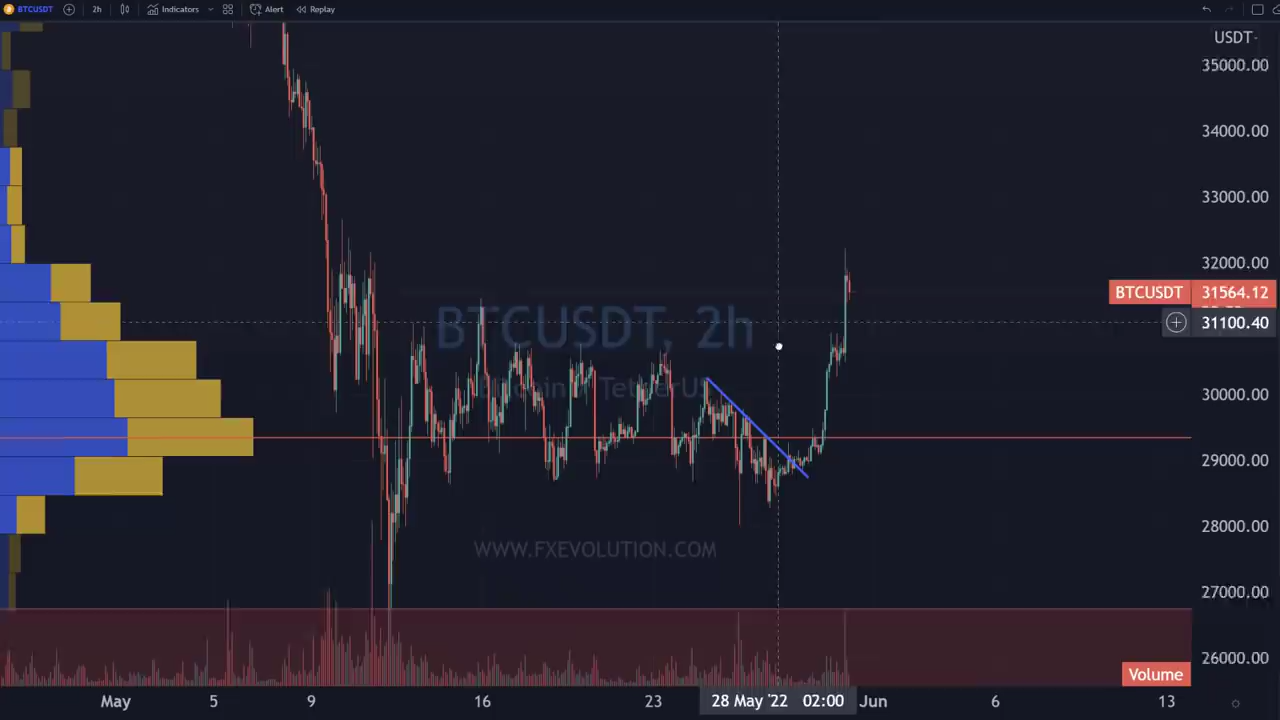 BTCUSDT 2h Indicators Alert Replay
USDT
35000.00
34000.00
33000.00
32000.00
BTCUSDT 31564.12
31100.40
BTCUSDT, 2h
Bitcoin / TetherUS
30000.00
29000.00
28000.00
WWW.FXEVOLUTION.COM
27000.00
26000.00
Volume
May 5 9 16 23 28 May '22 02:00 Jun 6 13